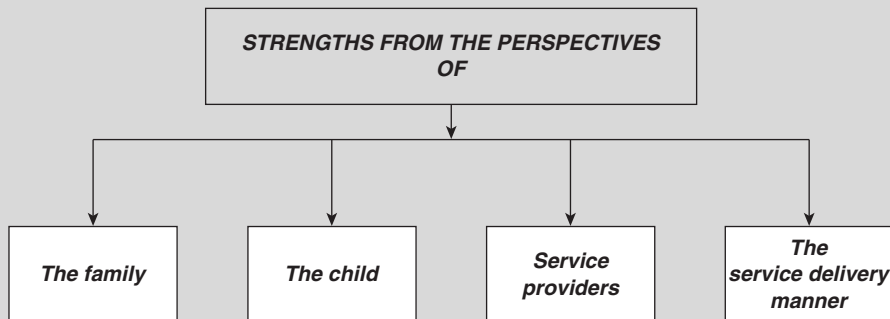 STRENGTHS FROM THE PERSPECTIVES
OF
The family
The child
Service
providers
The
service delivery
manner